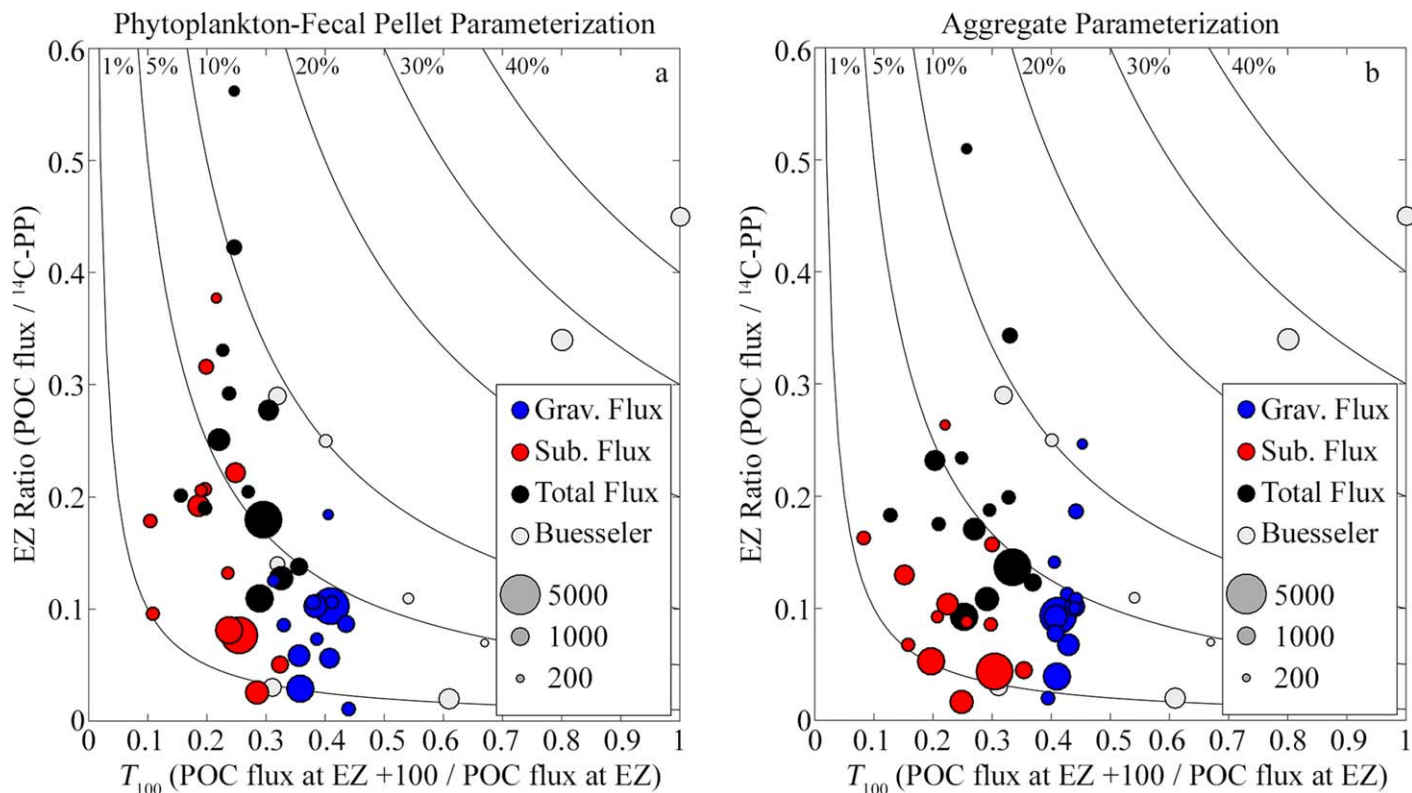 Phytoplankton-Fecal Pellet Parameterization
0.6
0.5
0.4
0.3
0.2
0.1
0
EZ Ratio (POC flux / ¹⁴C-PP)
1% 5% 10% 20% 30% 40% a
Grav. Flux
Sub. Flux
Total Flux
Buesseler
5000
1000
200
0 0.1 0.2 0.3 0.4 0.5 0.6 0.7 0.8 0.9 1
T₁₀₀ (POC flux at EZ +100 / POC flux at EZ)
Aggregate Parameterization
0.6
0.5
0.4
0.3
0.2
0.1
0
EZ Ratio (POC flux / ¹⁴C-PP)
1% 5% 10% 20% 30% 40% b
Grav. Flux
Sub. Flux
Total Flux
Buesseler
5000
1000
200
0 0.1 0.2 0.3 0.4 0.5 0.6 0.7 0.8 0.9 1
T₁₀₀ (POC flux at EZ +100 / POC flux at EZ)